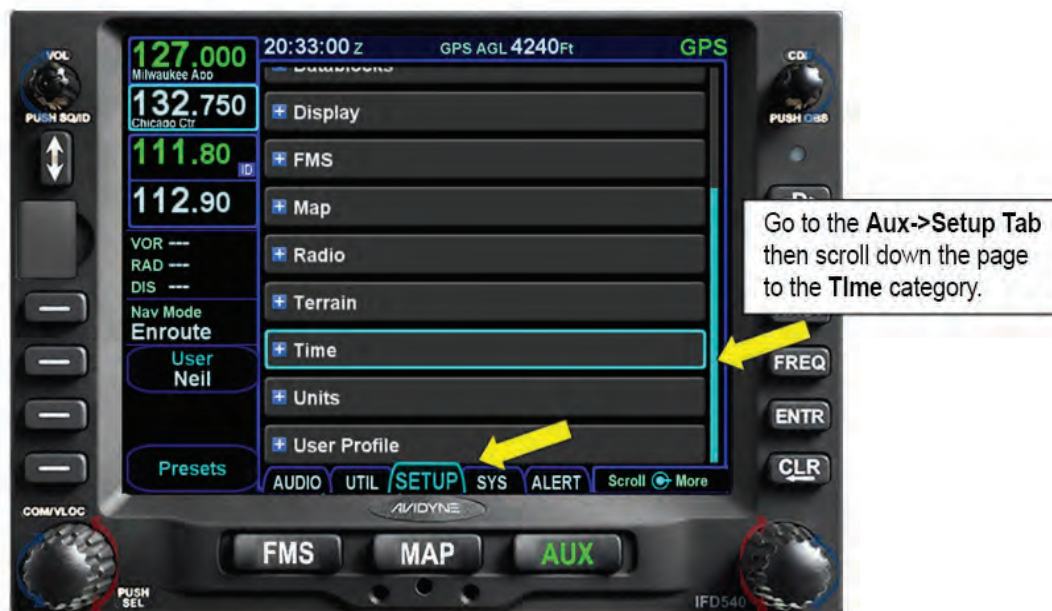 VOL
PUSH SQ/ID
127.000
Milwaukee App
132.750
Chicago Ctr
111.80
ID
112.90
VOR ---
RAD ---
DIS ---
Nav Mode
Enroute
User
Neil
Presets
20:33:00 Z
GPS AGL 4240Ft
GPS
Datablocks
Display
FMS
Map
Radio
Terrain
Time
Units
User Profile
AUDIO UTIL SETUP SYS ALERT Scroll More
CDI
PUSH OBS
Go to the Aux->Setup Tab
then scroll down the page
to the TIme category.
FREQ
ENTR
CLR
COM/VLOC
PUSH
SEL
AVIDYNE
FMS MAP AUX
IFD540